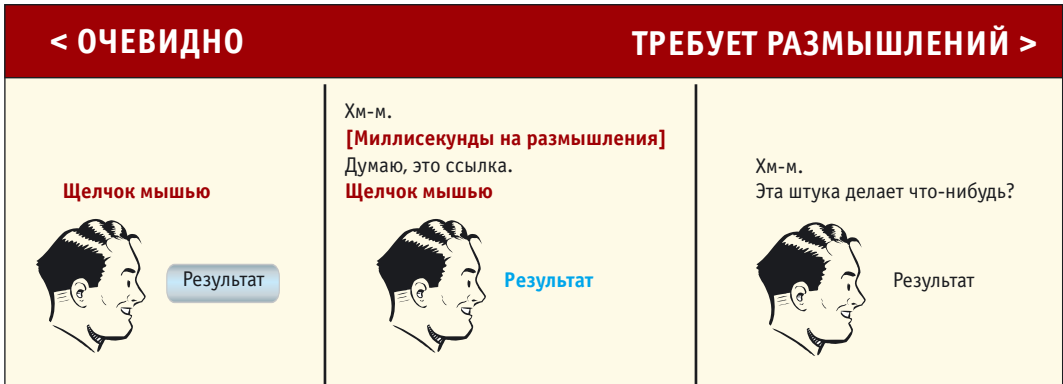 < ОЧЕВИДНО
ТРЕБУЕТ РАЗМЫШЛЕНИЙ >
Щелчок мышью
Результат
Хм-м.
[Миллисекунды на размышления]
Думаю, это ссылка.
Щелчок мышью
Результат
Хм-м.
Эта штука делает что-нибудь?
Результат